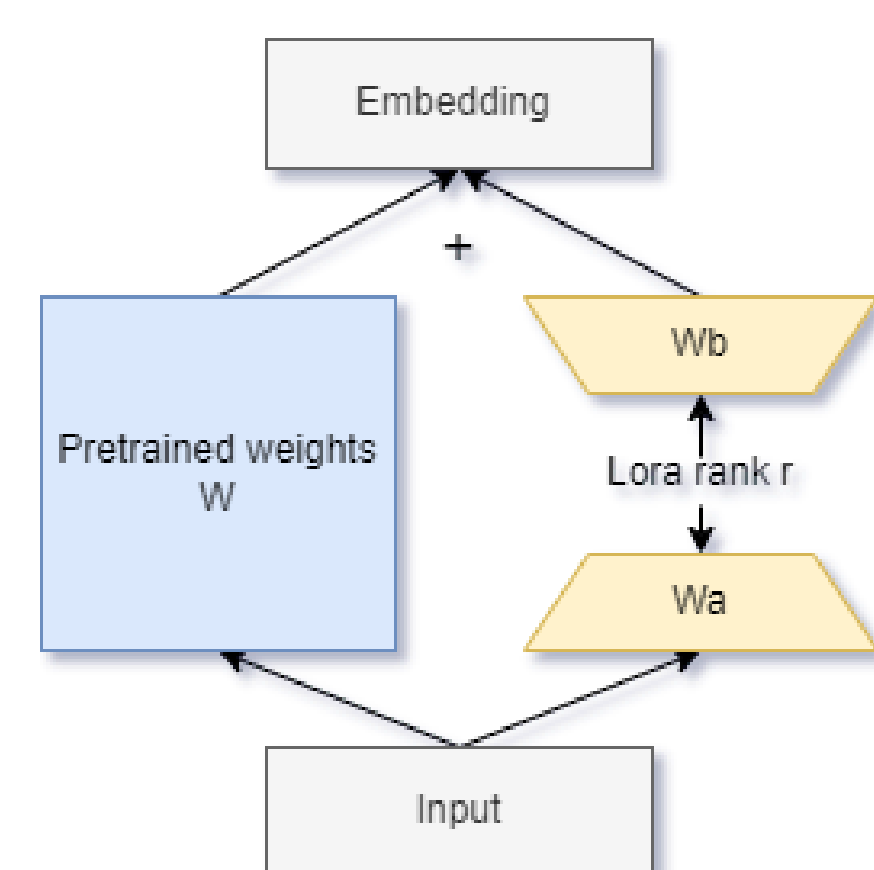 Embedding
+
Wb
Pretrained weights
W
Lora rank r
Wa
Input